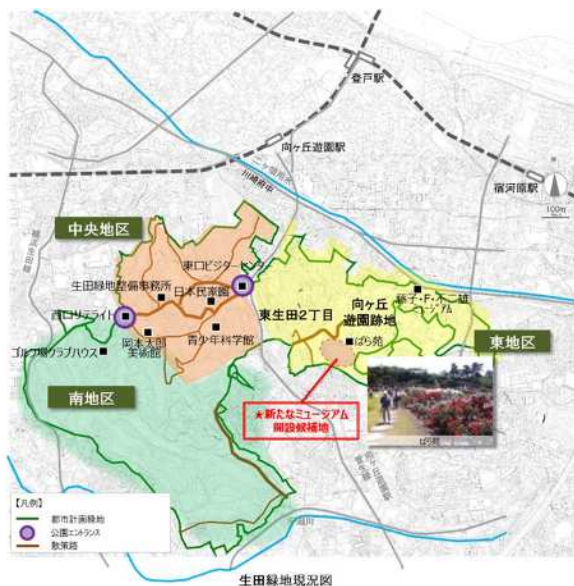 登戸駅
向ヶ丘遊園駅
宿河原駅
100m
中央地区
東口ビジターセンター
生田緑地整備事務所
日本民家園
西口サテライト
岡本太郎
美術館
青少年科学館
ゴルフ場クラブハウス
東生田2丁目
向ヶ丘
遊園跡地
ばら苑
藤子・F・不二雄
ミュージアム
東地区
南地区
★新たなミュージアム
開設候補地
ばら苑
【凡例】
都市計画緑地
公園エントランス
散策路
生田緑地現況図